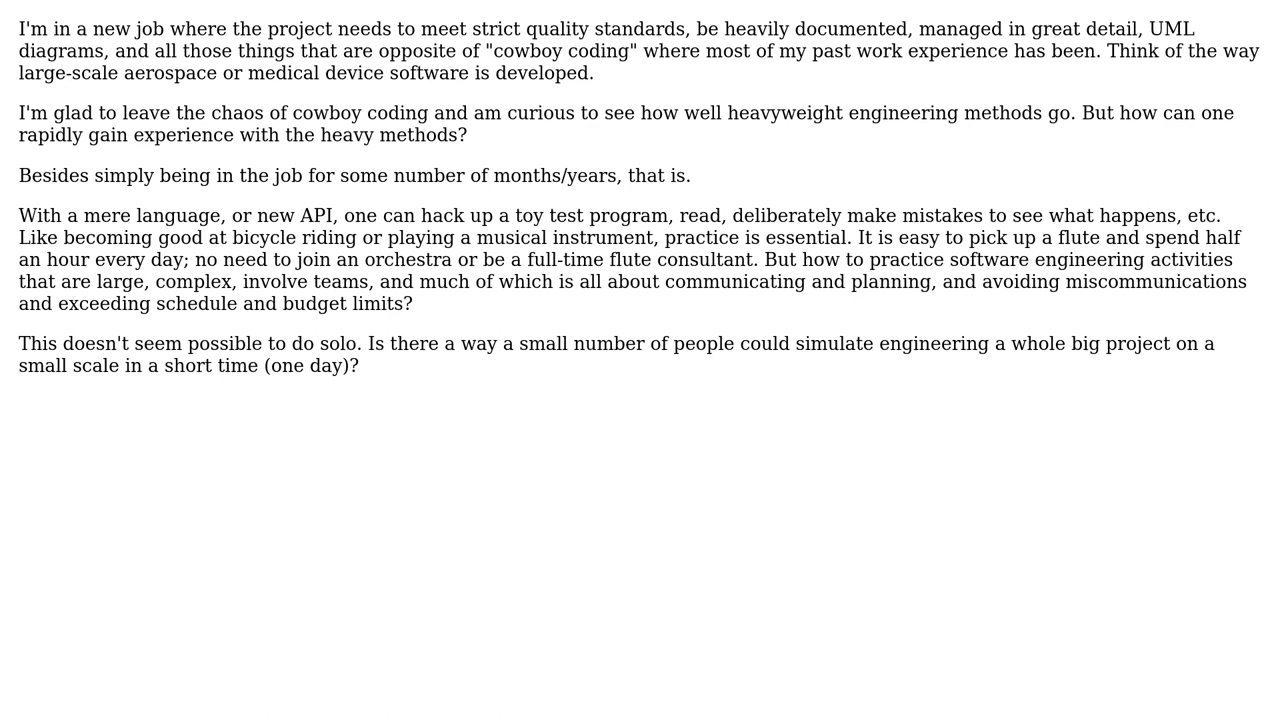 I'm in a new job where the project needs to meet strict quality standards, be heavily documented, managed in great detail, UML
diagrams, and all those things that are opposite of "cowboy coding" where most of my past work experience has been. Think of the way
large-scale aerospace or medical device software is developed.
I'm glad to leave the chaos of cowboy coding and am curious to see how well heavyweight engineering methods go. But how can one
rapidly gain experience with the heavy methods?
Besides simply being in the job for some number of months/years, that is.
With a mere language, or new API, one can hack up a toy test program, read, deliberately make mistakes to see what happens, etc.
Like becoming good at bicycle riding or playing a musical instrument, practice is essential. It is easy to pick up a flute and spend half
an hour every day; no need to join an orchestra or be a full-time flute consultant. But how to practice software engineering activities
that are large, complex, involve teams, and much of which is all about communicating and planning, and avoiding miscommunications
and exceeding schedule and budget limits?
This doesn't seem possible to do solo. Is there a way a small number of people could simulate engineering a whole big project on a
small scale in a short time (one day)?